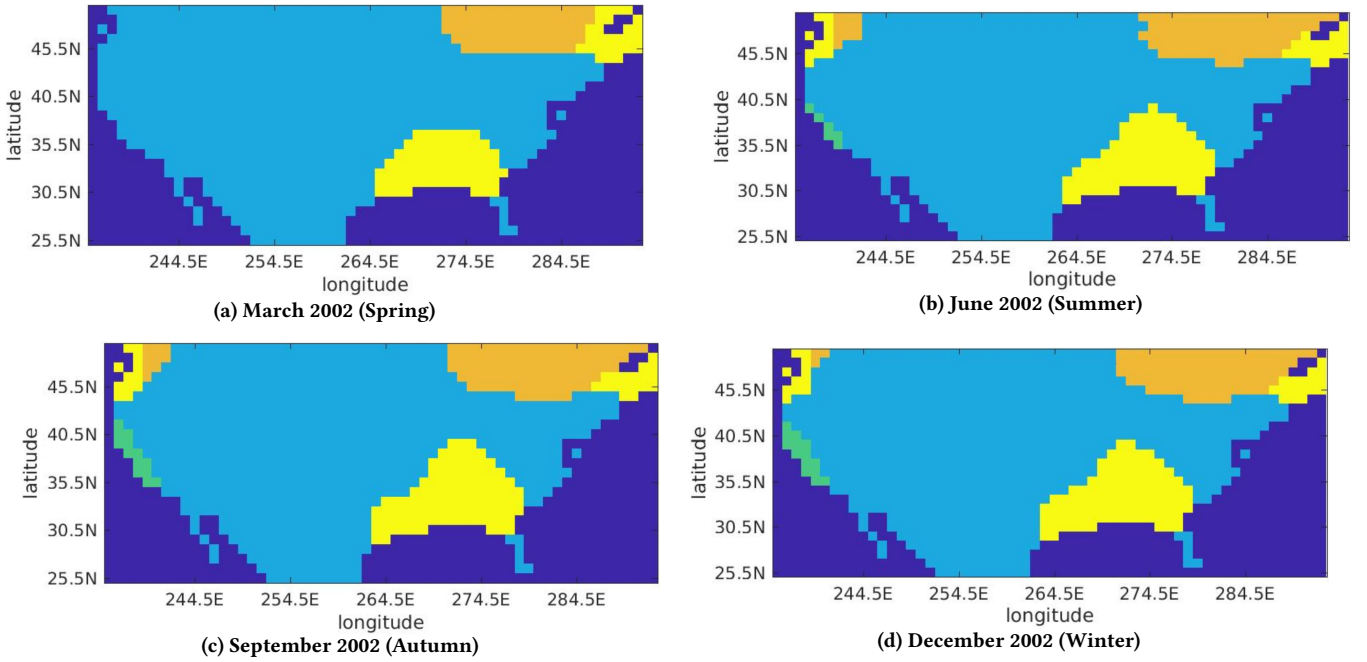 45.5N
40.5N
35.5N
30.5N
25.5N
latitude
244.5E 254.5E 264.5E 274.5E 284.5E
longitude
(a) March 2002 (Spring)
45.5N
40.5N
35.5N
30.5N
25.5N
latitude
244.5E 254.5E 264.5E 274.5E 284.5E
longitude
(b) June 2002 (Summer)
45.5N
40.5N
35.5N
30.5N
25.5N
latitude
244.5E 254.5E 264.5E 274.5E 284.5E
longitude
(c) September 2002 (Autumn)
45.5N
40.5N
35.5N
30.5N
25.5N
latitude
244.5E 254.5E 264.5E 274.5E 284.5E
longitude
(d) December 2002 (Winter)